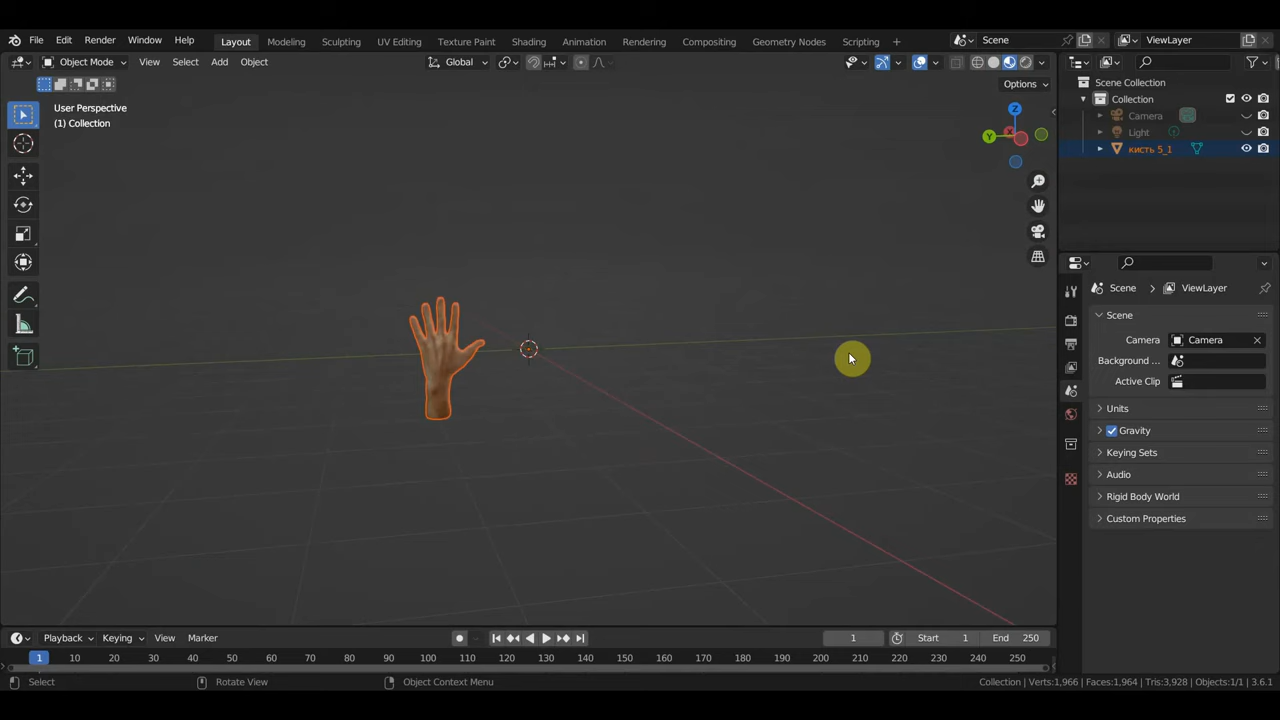 File Edit Render Window Help Layout Modeling Sculpting UV Editing Texture Paint Shading Animation Rendering Compositing Geometry Nodes Scripting + Scene ViewLayer
Object Mode View Select Add Object Global
Options
User Perspective
(1) Collection
Z
Y
X
Scene Collection
Collection
Camera
Light
кисть 5_1
Scene > ViewLayer
Scene
Camera Camera
Background ...
Active Clip
Units
Gravity
Keying Sets
Audio
Rigid Body World
Custom Properties
Playback Keying View Marker 1 Start 1 End 250
1 10 20 30 40 50 60 70 80 90 100 110 120 130 140 150 160 170 180 190 200 210 220 230 240 250
Select Rotate View Object Context Menu Collection | Verts:1,966 | Faces:1,964 | Tris:3,928 | Objects:1/1 | 3.6.1